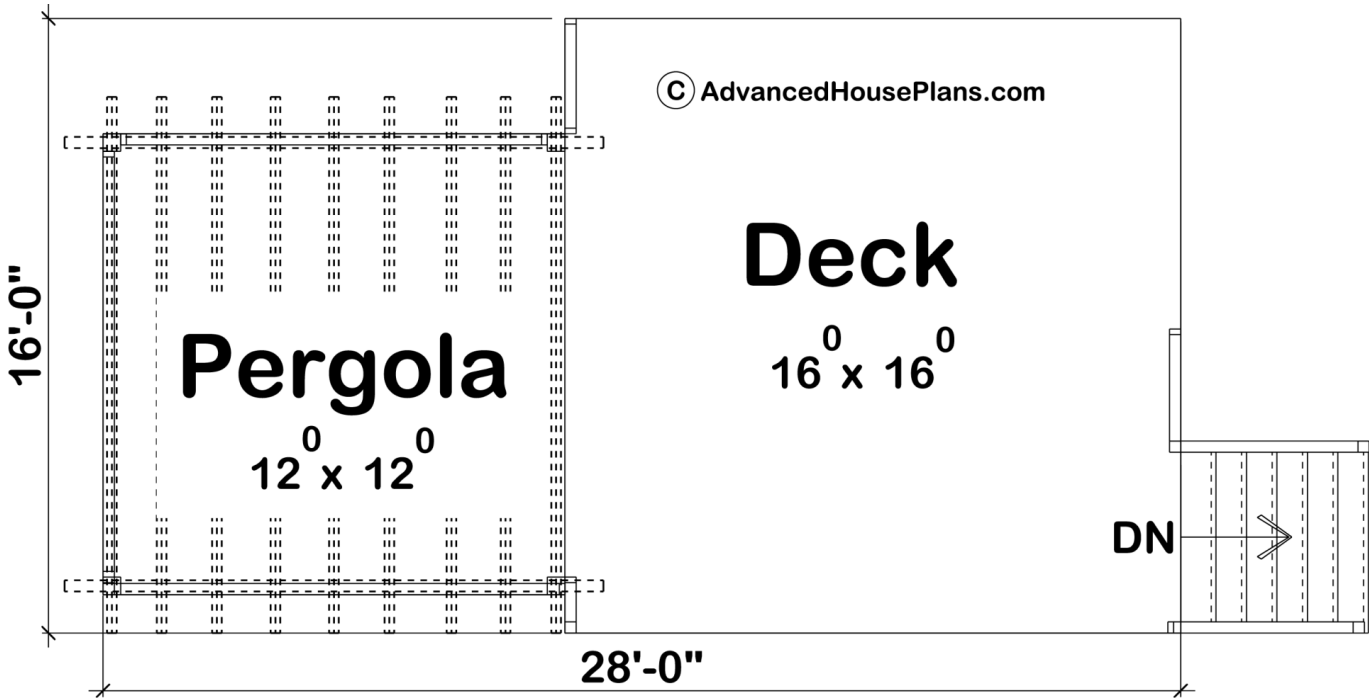 © AdvancedHousePlans.com
Deck
16⁰ x 16⁰
16'-0"
Pergola
12⁰ x 12⁰
DN
28'-0"